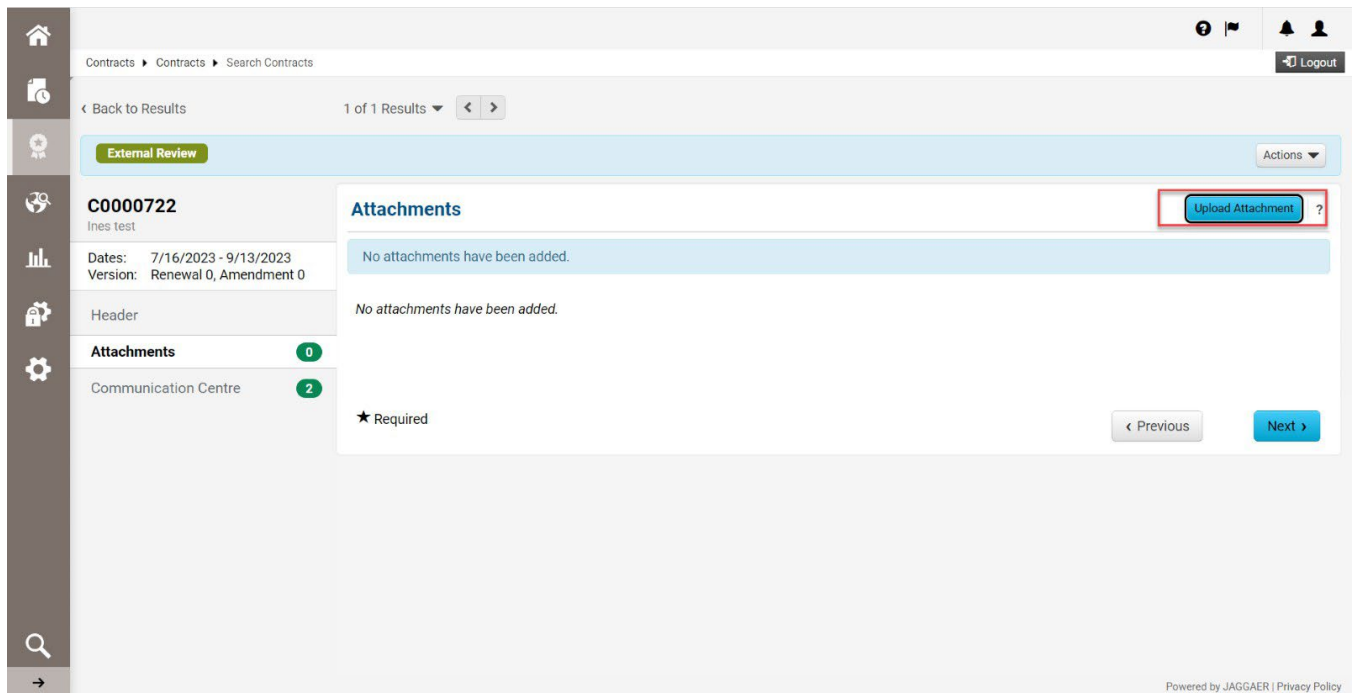 Contracts ▸ Contracts ▸ Search Contracts
Logout
‹ Back to Results
1 of 1 Results
External Review
Actions
C0000722
Ines test
Dates: 7/16/2023 - 9/13/2023
Version: Renewal 0, Amendment 0
Header
Attachments 0
Communication Centre 2
Attachments
Upload Attachment ?
No attachments have been added.
No attachments have been added.
★ Required
‹ Previous
Next ›
Powered by JAGGAER | Privacy Policy